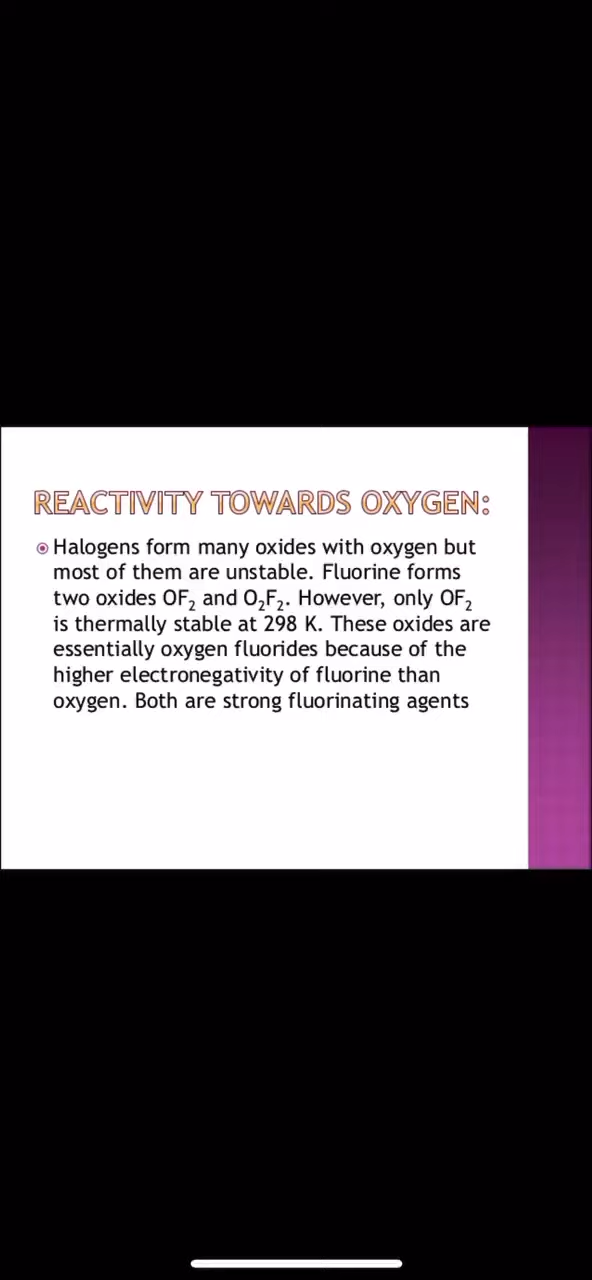 REACTIVITY TOWARDS OXYGEN:
Halogens form many oxides with oxygen but
most of them are unstable. Fluorine forms
two oxides OF₂ and O₂F₂. However, only OF₂
is thermally stable at 298 K. These oxides are
essentially oxygen fluorides because of the
higher electronegativity of fluorine than
oxygen. Both are strong fluorinating agents